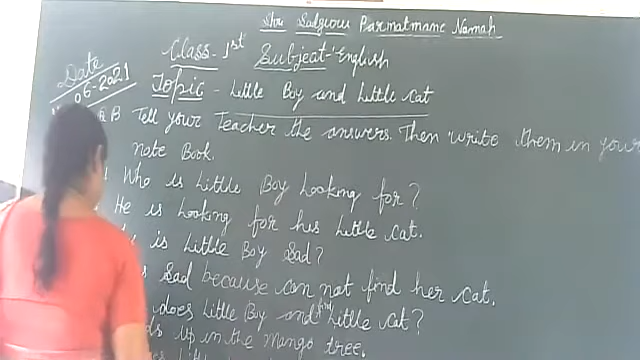 Shri Sadguru Parmatmane Namah
Class - 1st Subject - English
Date
06-2021
Topic - Little Boy and Little Cat
B Tell your Teacher the answers. Then write them in your
note Book.
Who is Little Boy Looking for?
He is Looking for his Little Cat.
is Little Boy Sad?
Sad because can not find her cat.
does Little Boy and find Little Cat?
up in the mango tree.